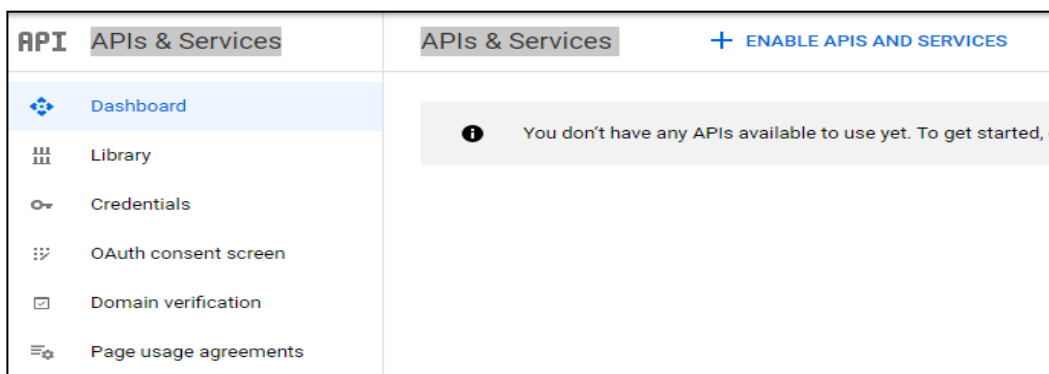 API APIs & Services
APIs & Services
+ ENABLE APIS AND SERVICES
Dashboard
Library
Credentials
OAuth consent screen
Domain verification
Page usage agreements
You don't have any APIs available to use yet. To get started,